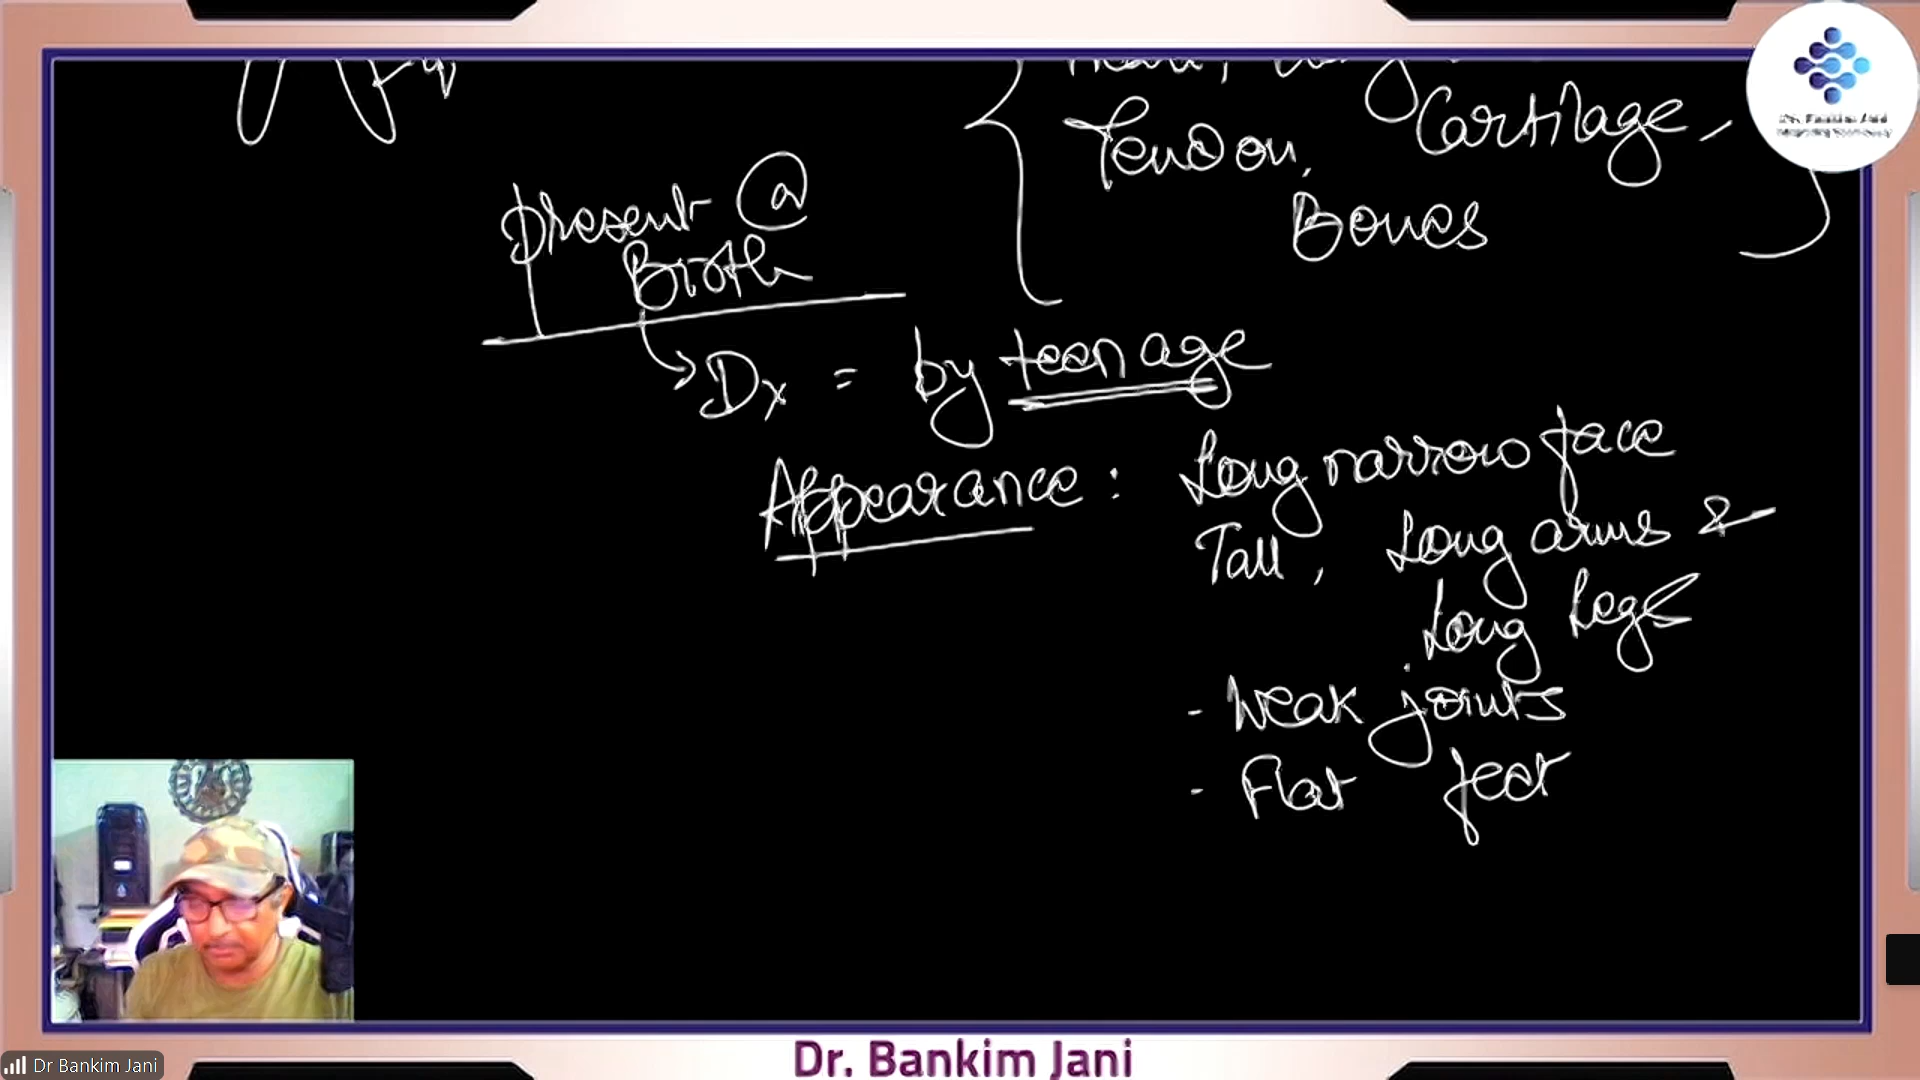 Cartilage,
Tendon,
Bones
present @
Birth
Dx = by teenage
Appearance : Long narrow face
Tall, Long arms &
Long Legs
- Weak joints
- Flat feet
Dr Bankim Jani
Dr. Bankim Jani